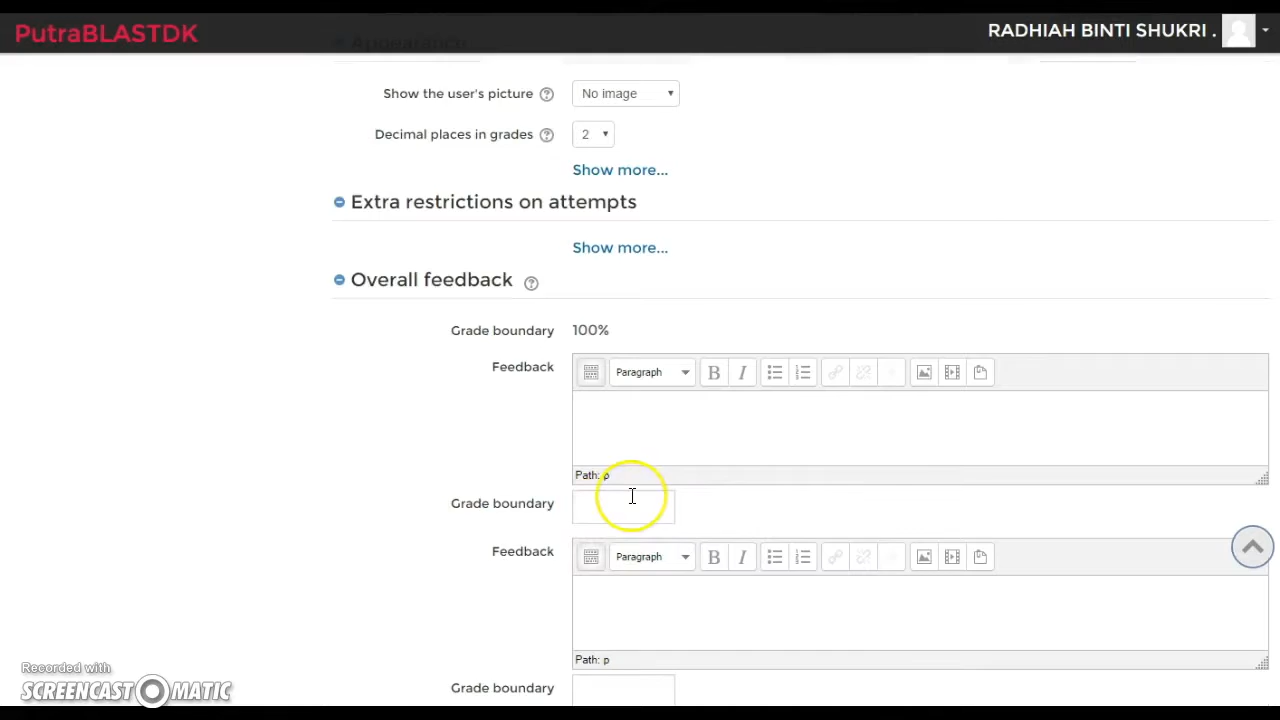 PutraBLASTDK
RADHIAH BINTI SHUKRI .
Appearance
Show the user's picture
No image
Decimal places in grades
2
Show more...
Extra restrictions on attempts
Show more...
Overall feedback
Grade boundary 100%
Feedback
Paragraph B I
Path: p
Grade boundary
Feedback
Paragraph B I
Path: p
Grade boundary
Recorded with
SCREENCAST-O-MATIC